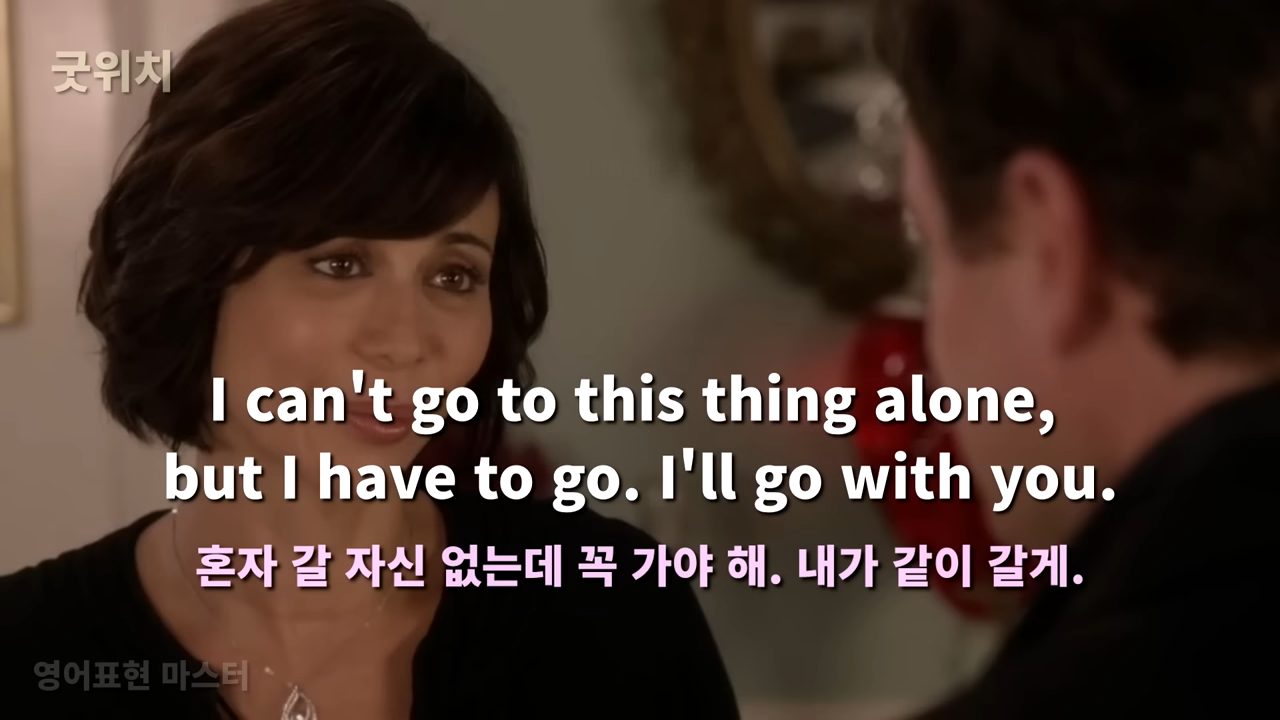 굿위치
I can't go to this thing alone,
but I have to go. I'll go with you.
혼자 갈 자신 없는데 꼭 가야 해. 내가 같이 갈게.
영어표현 마스터